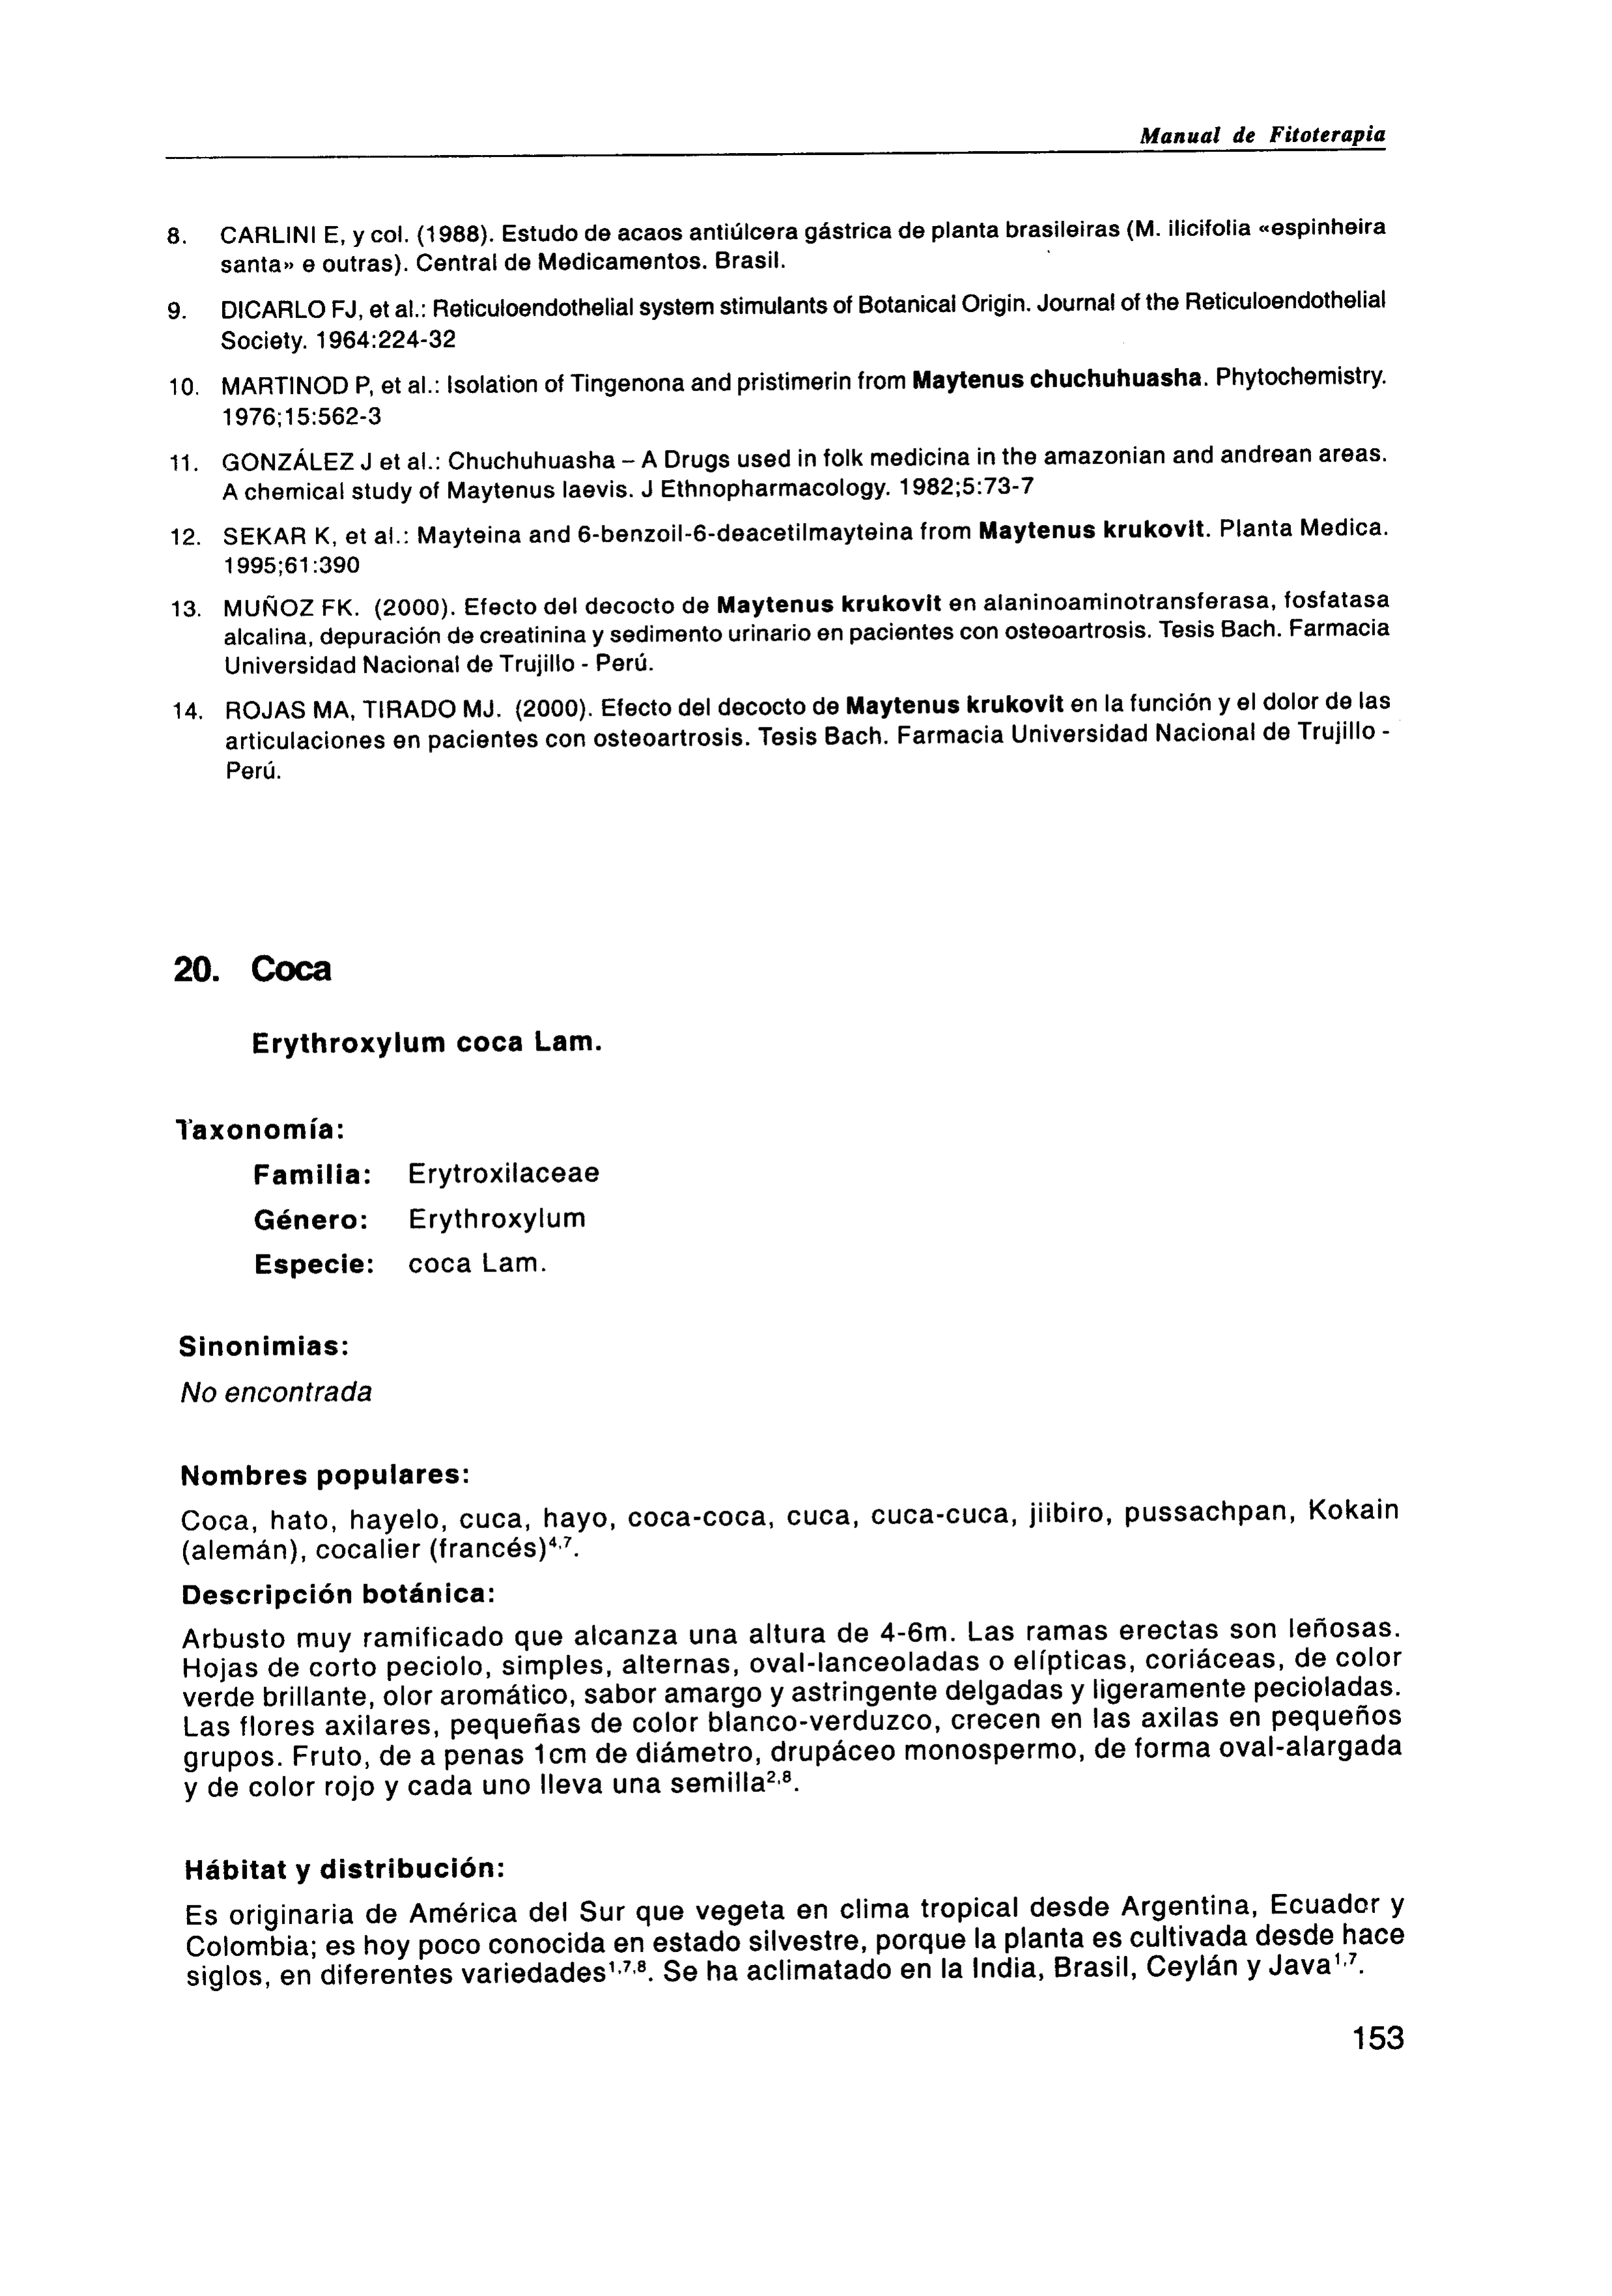 Manual de Fitoterapia
8. CARLINI E, y col. (1988). Estudo de acaos antiúlcera gástrica de planta brasileiras (M. ilicifolia «espinheira
santa» e outras). Central de Medicamentos. Brasil.
9. DICARLO FJ, et al.: Reticuloendothelial system stimulants of Botanical Origin. Journal of the Reticuloendothelial
Society. 1964:224-32
10. MARTINOD P, et al.: Isolation of Tingenona and pristimerin from Maytenus chuchuhuasha. Phytochemistry.
1976;15:562-3
11. GONZÁLEZ J et al.: Chuchuhuasha – A Drugs used in folk medicina in the amazonian and andrean areas.
A chemical study of Maytenus laevis. J Ethnopharmacology. 1982;5:73-7
12. SEKAR K, et al.: Mayteina and 6-benzoil-6-deacetilmayteina from Maytenus krukovit. Planta Medica.
1995;61:390
13. MUÑOZ FK. (2000). Efecto del decocto de Maytenus krukovit en alaninoaminotransferasa, fosfatasa
alcalina, depuración de creatinina y sedimento urinario en pacientes con osteoartrosis. Tesis Bach. Farmacia
Universidad Nacional de Trujillo - Perú.
14. ROJAS MA, TIRADO MJ. (2000). Efecto del decocto de Maytenus krukovit en la función y el dolor de las
articulaciones en pacientes con osteoartrosis. Tesis Bach. Farmacia Universidad Nacional de Trujillo -
Perú.
20. Coca
Erythroxylum coca Lam.
Taxonomía:
Familia: Erytroxilaceae
Género: Erythroxylum
Especie: coca Lam.
Sinonimias:
No encontrada
Nombres populares:
Coca, hato, hayelo, cuca, hayo, coca-coca, cuca, cuca-cuca, jiibiro, pussachpan, Kokain
(alemán), cocalier (francés)⁴,⁷.
Descripción botánica:
Arbusto muy ramificado que alcanza una altura de 4-6m. Las ramas erectas son leñosas.
Hojas de corto peciolo, simples, alternas, oval-lanceoladas o elípticas, coriáceas, de color
verde brillante, olor aromático, sabor amargo y astringente delgadas y ligeramente pecioladas.
Las flores axilares, pequeñas de color blanco-verduzco, crecen en las axilas en pequeños
grupos. Fruto, de a penas 1cm de diámetro, drupáceo monospermo, de forma oval-alargada
y de color rojo y cada uno lleva una semilla²,⁸.
Hábitat y distribución:
Es originaria de América del Sur que vegeta en clima tropical desde Argentina, Ecuador y
Colombia; es hoy poco conocida en estado silvestre, porque la planta es cultivada desde hace
siglos, en diferentes variedades¹,⁷,⁸. Se ha aclimatado en la India, Brasil, Ceylán y Java¹,⁷.
153